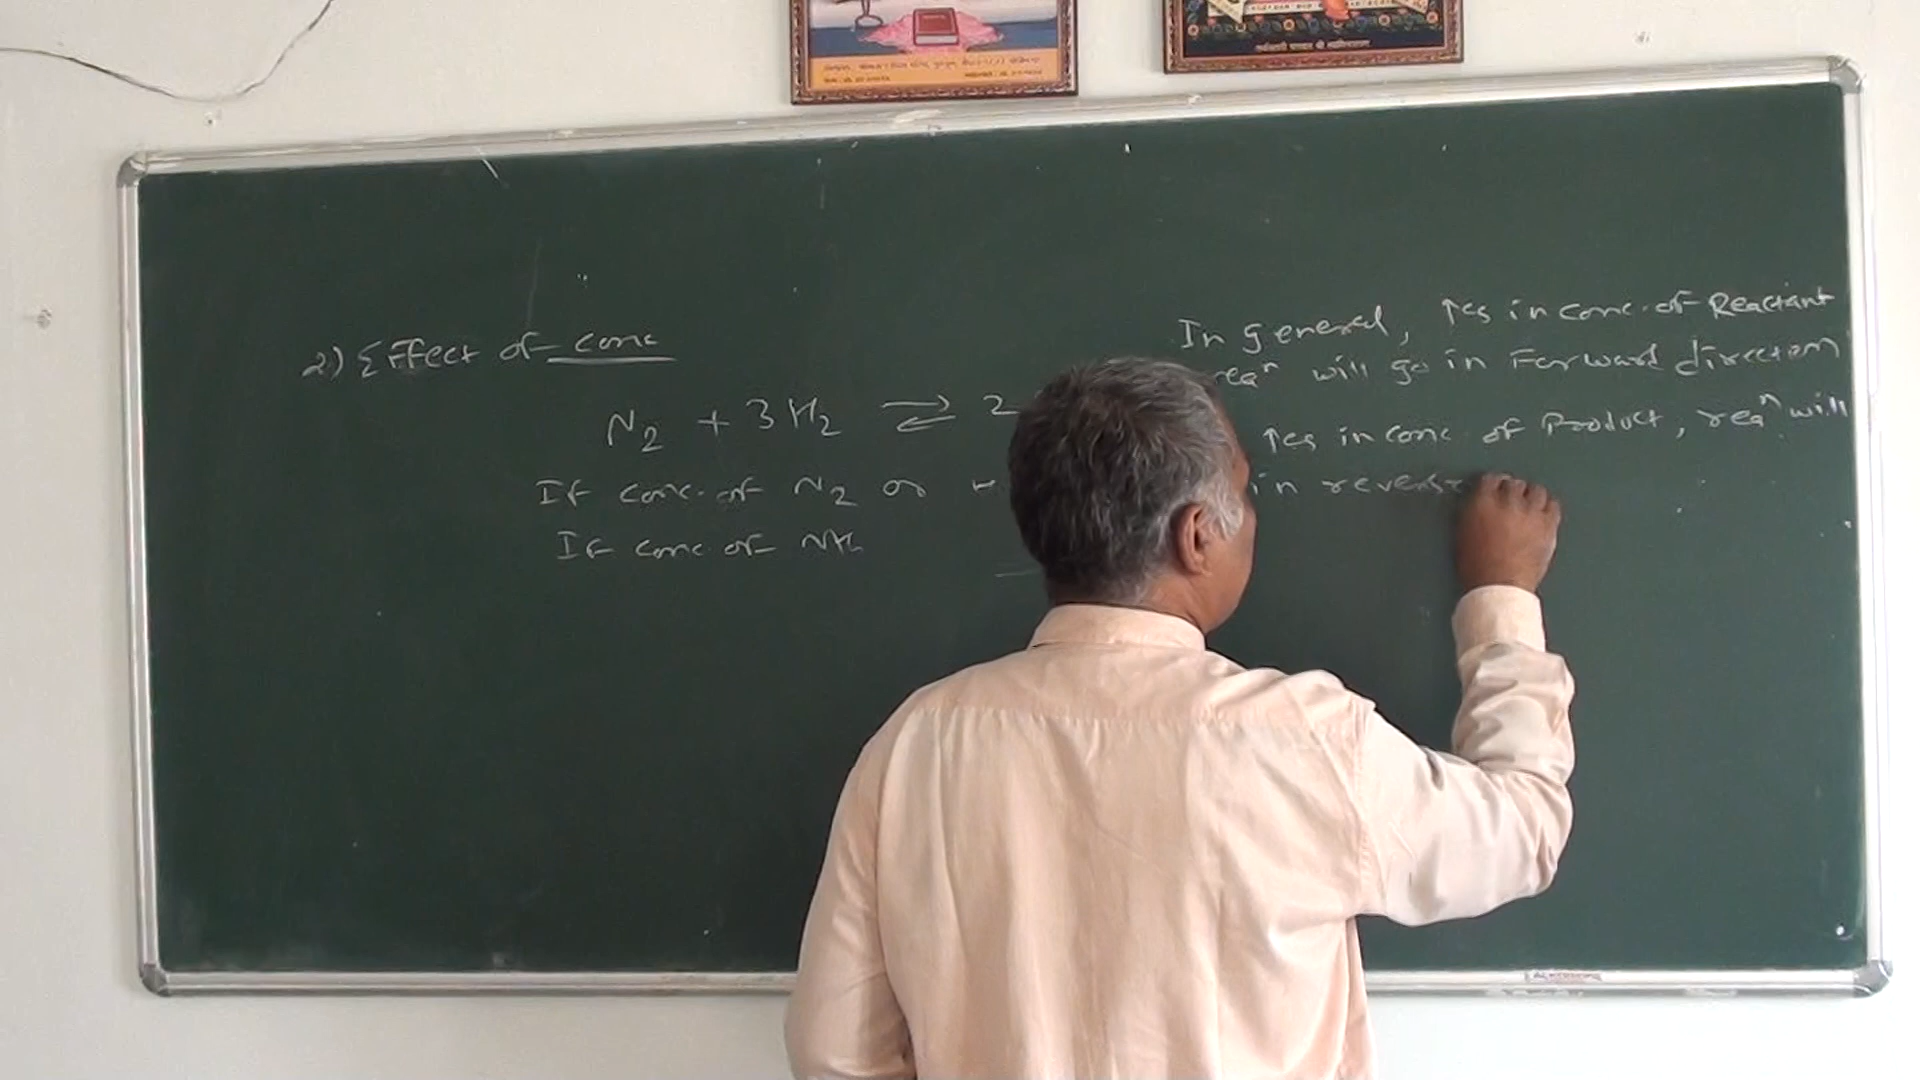 2) Effect of conc
N2 + 3H2 ⇌ 2
If conc. of N2 or
If conc. of NH3
In general, ↑es in conc. of Reactant
reaⁿ will go in Forward direction
↑es in conc of Product, reaⁿ will
in reverse